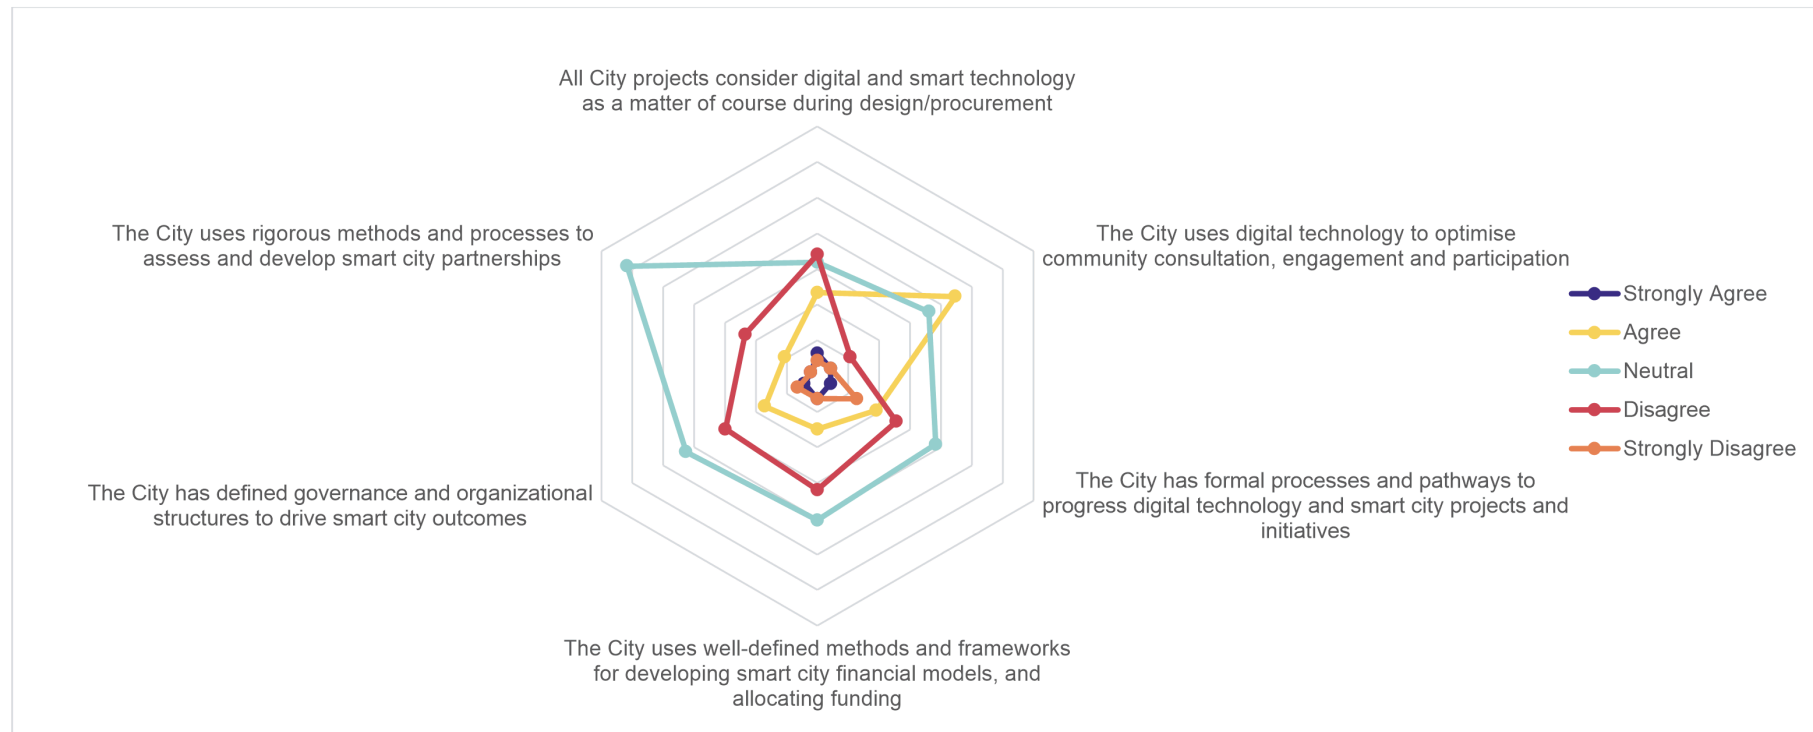 All City projects consider digital and smart technology
as a matter of course during design/procurement
The City uses rigorous methods and processes to
assess and develop smart city partnerships
The City uses digital technology to optimise
community consultation, engagement and participation
Strongly Agree
Agree
Neutral
Disagree
Strongly Disagree
The City has defined governance and organizational
structures to drive smart city outcomes
The City has formal processes and pathways to
progress digital technology and smart city projects and
initiatives
The City uses well-defined methods and frameworks
for developing smart city financial models, and
allocating funding